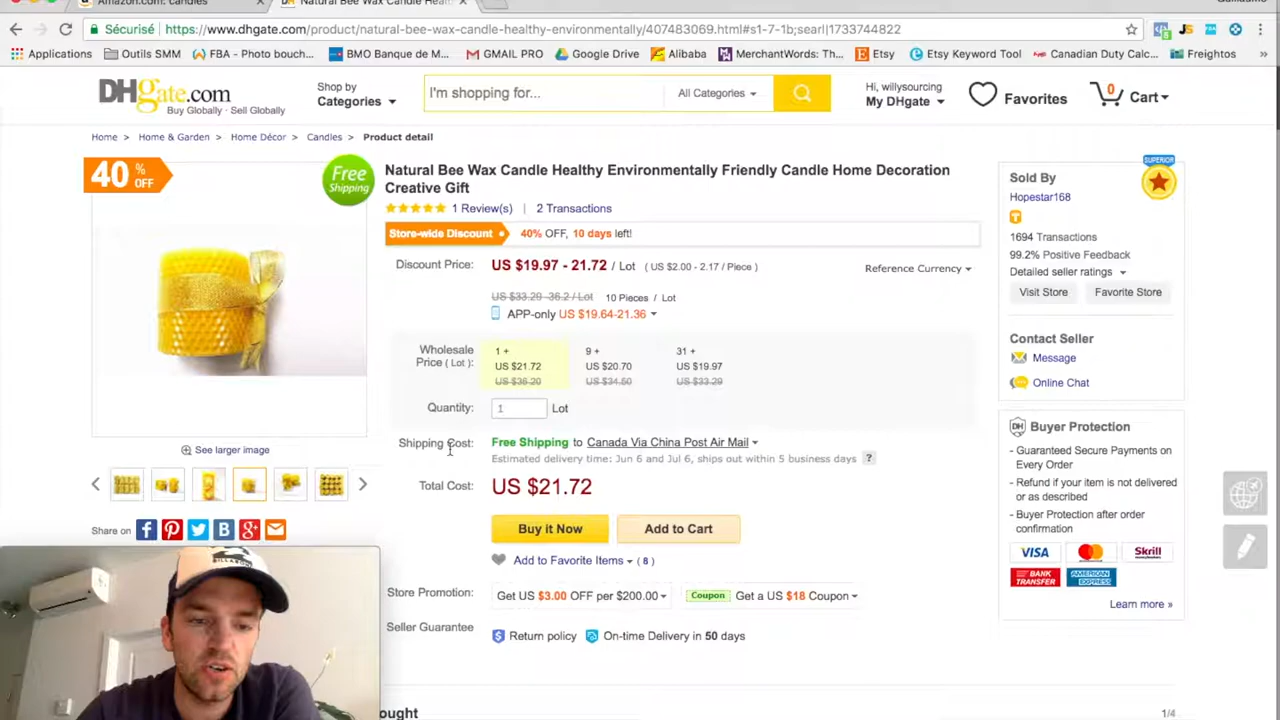 Amazon.com: candles
Natural Bee Wax Candle Healt
Guillaume
Sécurisé
https://www.dhgate.com/product/natural-bee-wax-candle-healthy-environmentally/407483069.html#s1-7-1b;searl|1733744822
Applications
Outils SMM
FBA - Photo bouch...
BMO Banque de M...
GMAIL PRO
Google Drive
Alibaba
MerchantWords: Th...
Etsy
Etsy Keyword Tool
Canadian Duty Calc...
Freightos
»
DHgate.com
Buy Globally · Sell Globally
Shop by
Categories
I'm shopping for...
All Categories
Hi, willysourcing
My DHgate
Favorites
0
Cart
Home > Home & Garden > Home Décor > Candles > Product detail
40 % OFF
Free
Shipping
Natural Bee Wax Candle Healthy Environmentally Friendly Candle Home Decoration
Creative Gift
1 Review(s) | 2 Transactions
Store-wide Discount
40% OFF, 10 days left!
Discount Price:
US $19.97 - 21.72 / Lot ( US $2.00 - 2.17 / Piece )
Reference Currency
US $33.29 -36.2 / Lot
10 Pieces / Lot
APP-only US $19.64-21.36
Wholesale
Price ( Lot ):
1 +
US $21.72
US $36.20
9 +
US $20.70
US $34.50
31 +
US $19.97
US $33.29
Quantity:
1
Lot
Shipping Cost:
Free Shipping to Canada Via China Post Air Mail
Estimated delivery time: Jun 6 and Jul 6, ships out within 5 business days
?
Total Cost:
US $21.72
Buy it Now
Add to Cart
Add to Favorite Items
( 8 )
Store Promotion:
Get US $3.00 OFF per $200.00
Coupon
Get a US $18 Coupon
Seller Guarantee
Return policy
On-time Delivery in 50 days
See larger image
Share on
SUPERIOR
Sold By
Hopestar168
1694 Transactions
99.2% Positive Feedback
Detailed seller ratings
Visit Store
Favorite Store
Contact Seller
Message
Online Chat
Buyer Protection
- Guaranteed Secure Payments on
Every Order
- Refund if your item is not delivered
or as described
- Buyer Protection after order
confirmation
VISA
MasterCard
Skrill
BANK
TRANSFER
AMERICAN
EXPRESS
Learn more »
BILLABONG
ought
1/4